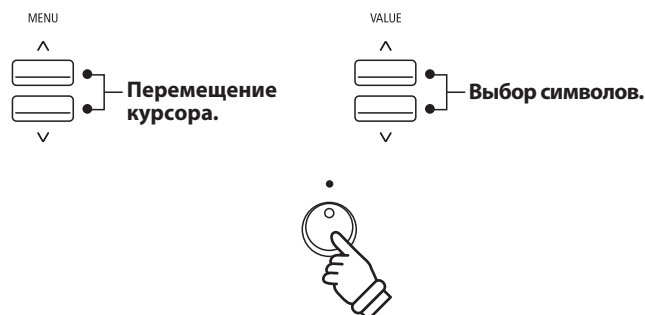 MENU
VALUE
Перемещение
курсора.
Выбор символов.